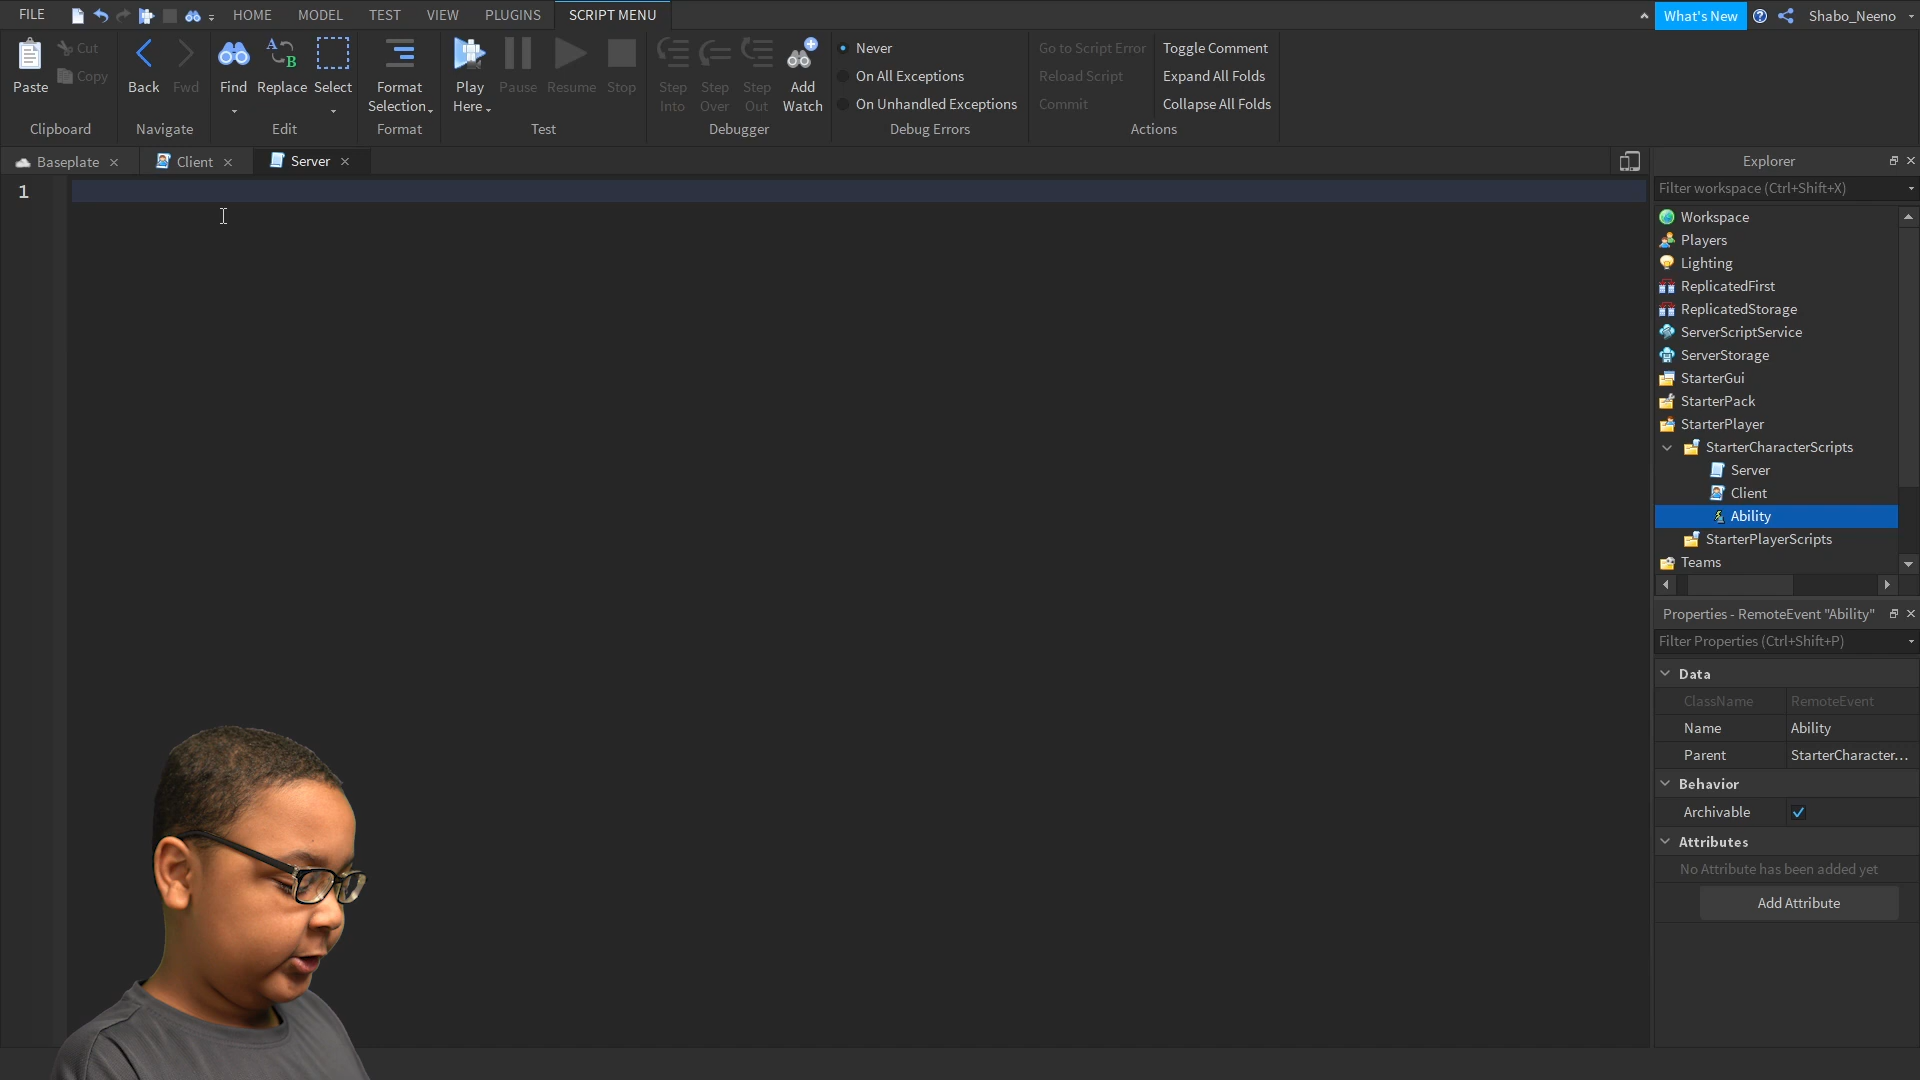 FILE HOME MODEL TEST VIEW PLUGINS SCRIPT MENU What's New Shabo_Neeno
Paste
Cut
Copy
Clipboard
Back Fwd
Navigate
Find Replace Select
Edit
Format
Selection
Format
Play
Here
Pause Resume Stop
Test
Step
Into
Step
Over
Step
Out
Add
Watch
Debugger
Never
On All Exceptions
On Unhandled Exceptions
Debug Errors
Go to Script Error
Reload Script
Commit
Toggle Comment
Expand All Folds
Collapse All Folds
Actions
Baseplate Client Server
1
Explorer
Filter workspace (Ctrl+Shift+X)
Workspace
Players
Lighting
ReplicatedFirst
ReplicatedStorage
ServerScriptService
ServerStorage
StarterGui
StarterPack
StarterPlayer
StarterCharacterScripts
Server
Client
Ability
StarterPlayerScripts
Teams
Properties - RemoteEvent "Ability"
Filter Properties (Ctrl+Shift+P)
Data
ClassName RemoteEvent
Name Ability
Parent StarterCharacter...
Behavior
Archivable
Attributes
No Attribute has been added yet
Add Attribute